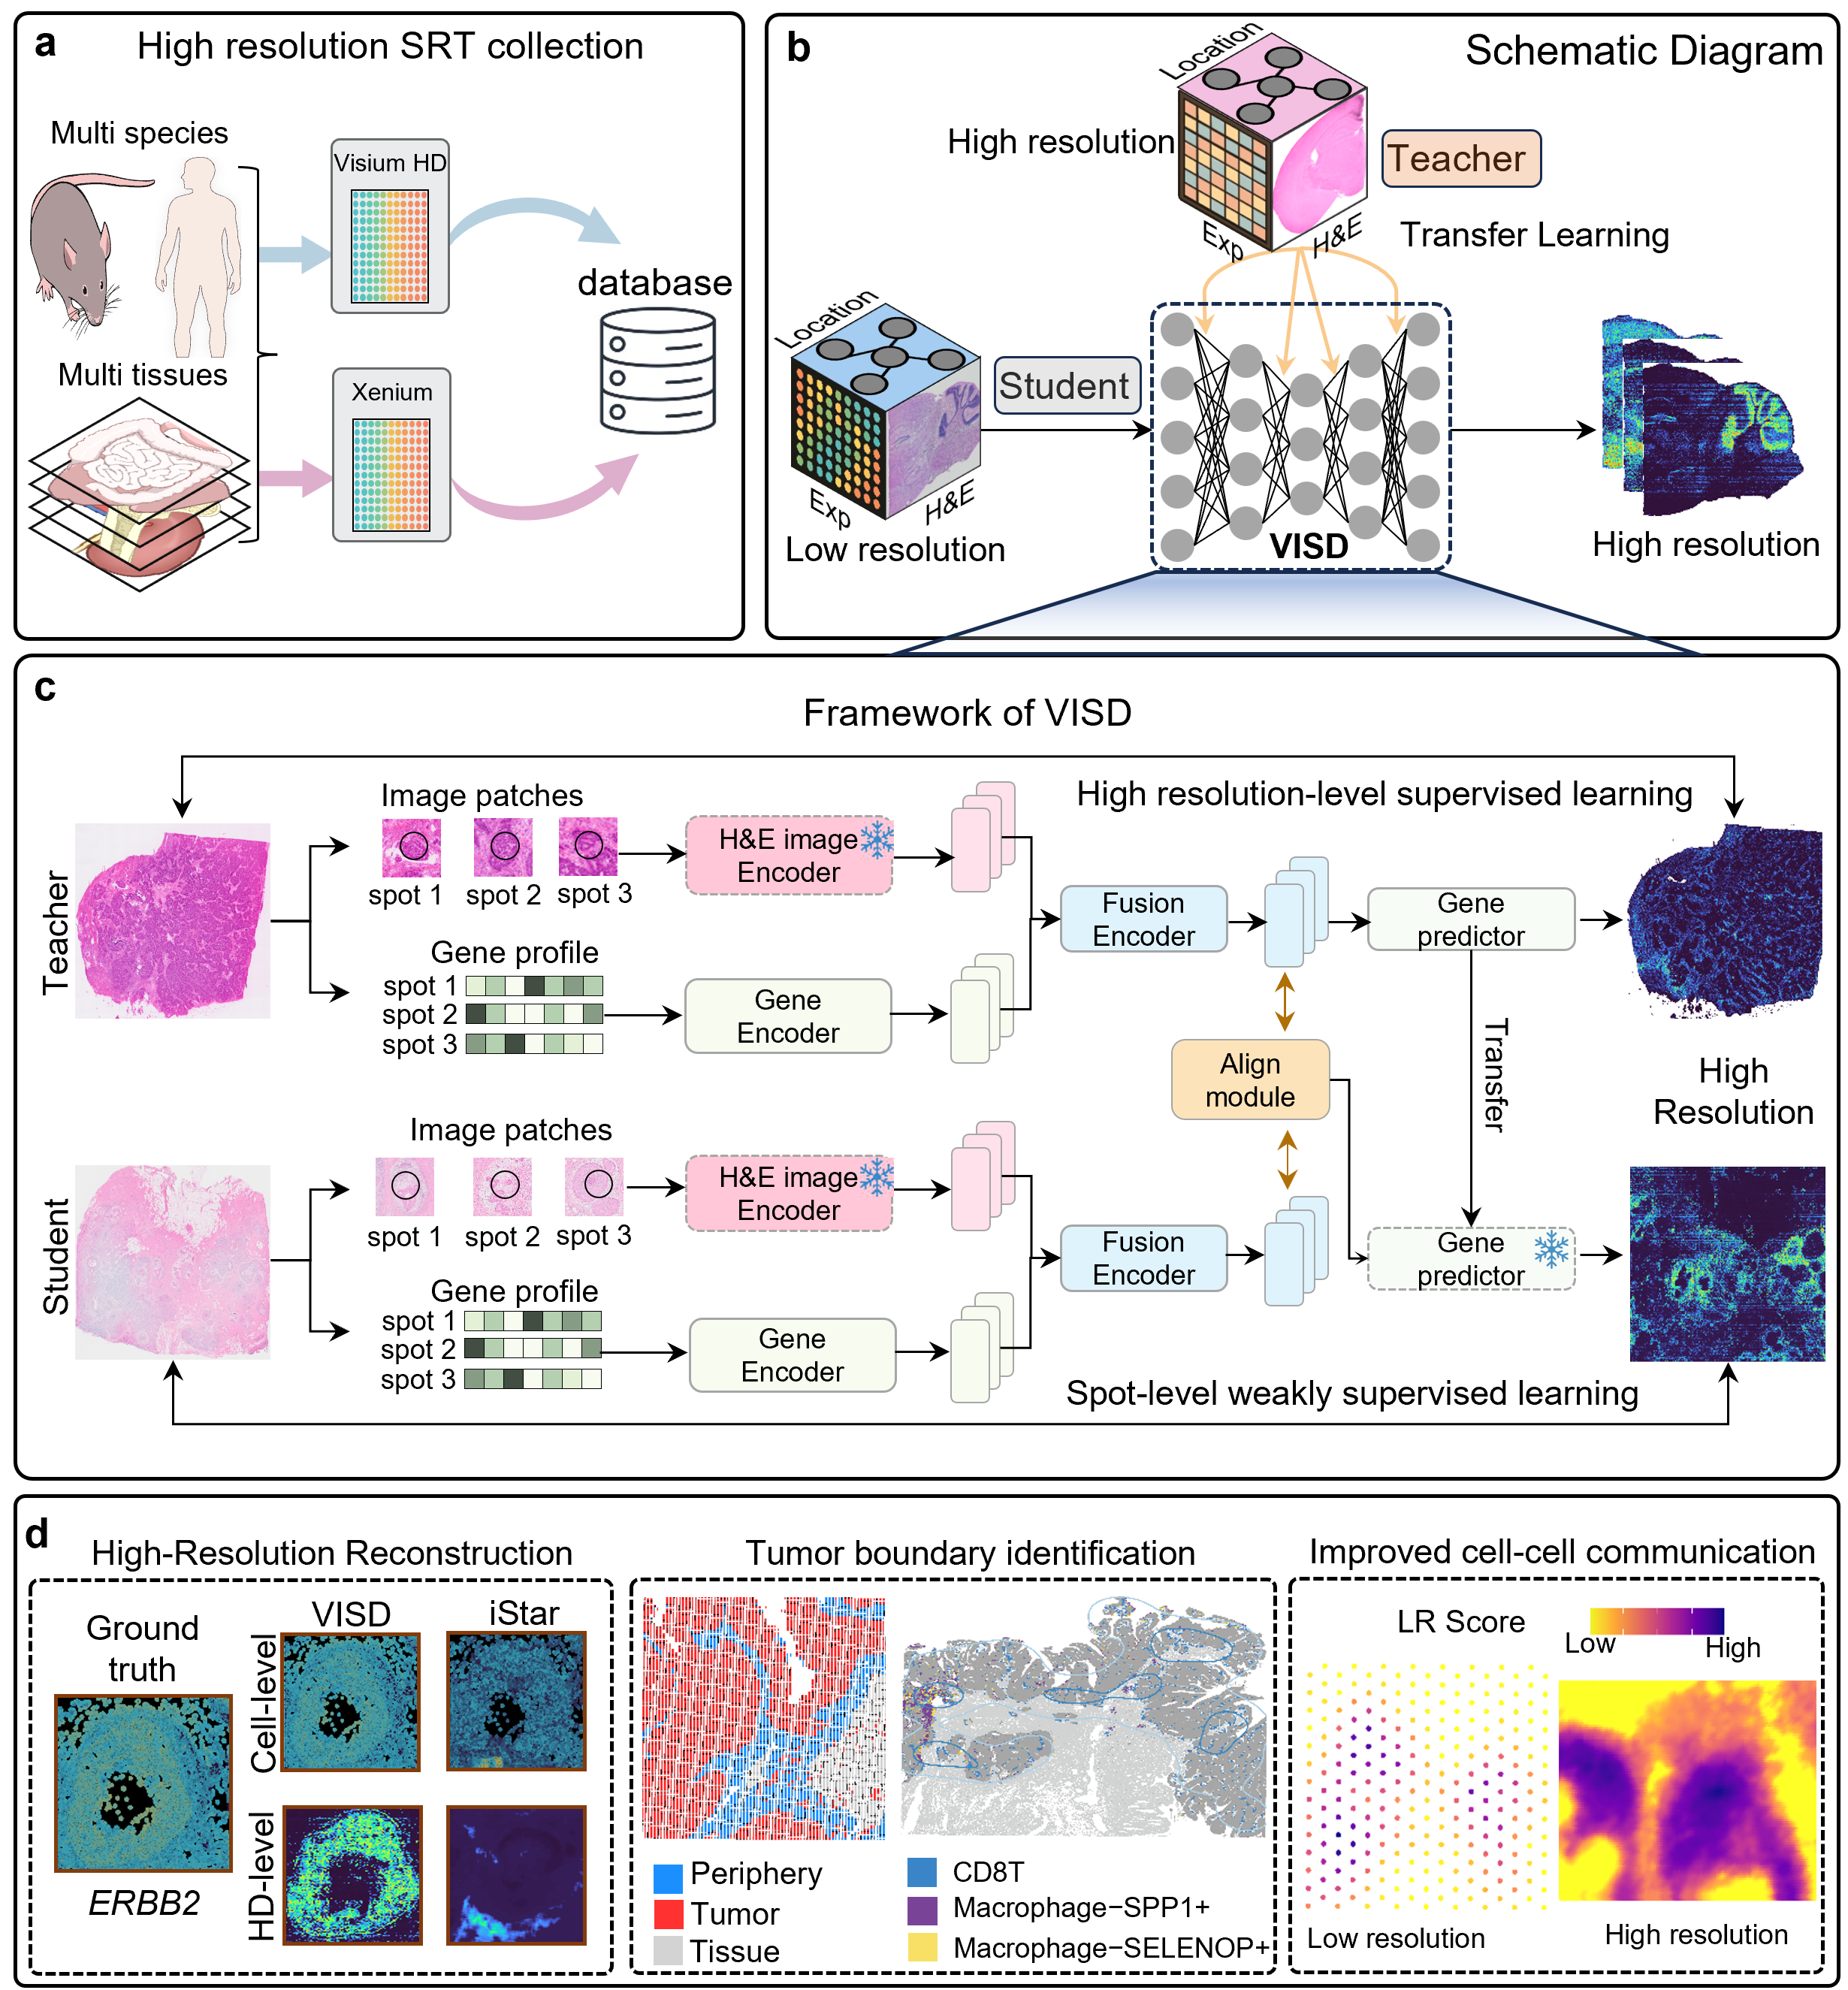 a
High resolution SRT collection
Multi species
Visium HD
database
Multi tissues
Xenium
b
Schematic Diagram
Location
High resolution
Teacher
Exp
H&E
Transfer Learning
Location
Student
Exp
H&E
Low resolution
VISD
High resolution
c
Framework of VISD
High resolution-level supervised learning
Teacher
Image patches
spot 1
spot 2
spot 3
H&E image
Encoder
Gene profile
spot 1
spot 2
spot 3
Gene
Encoder
Fusion
Encoder
Gene
predictor
Align
module
Transfer
High
Resolution
Student
Image patches
spot 1
spot 2
spot 3
H&E image
Encoder
Gene profile
spot 1
spot 2
spot 3
Gene
Encoder
Fusion
Encoder
Gene
predictor
Spot-level weakly supervised learning
d
High-Resolution Reconstruction
Ground
truth
VISD
iStar
Cell-level
HD-level
ERBB2
Tumor boundary identification
Periphery
Tumor
Tissue
CD8T
Macrophage−SPP1+
Macrophage−SELENOP+
Improved cell-cell communication
LR Score
Low
High
Low resolution
High resolution